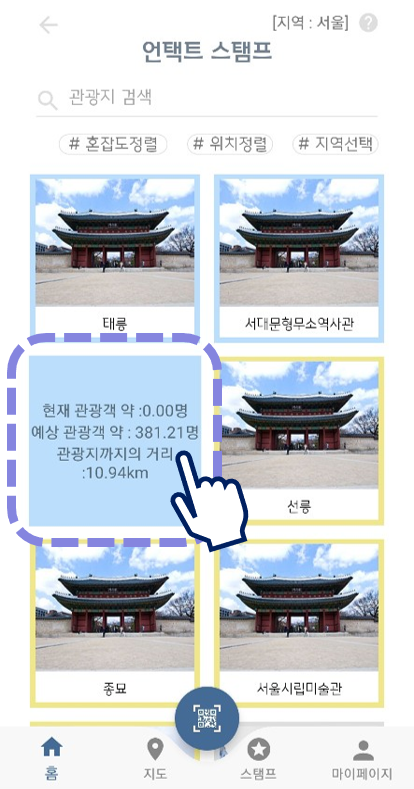 [지역 : 서울]
언택트 스탬프
관광지 검색
# 혼잡도정렬
# 위치정렬
# 지역선택
태릉
서대문형무소역사관
현재 관광객 약 :0.00명
예상 관광객 약 : 381.21명
관광지까지의 거리
:10.94km
선릉
종묘
서울시립미술관
홈
지도
스탬프
마이페이지